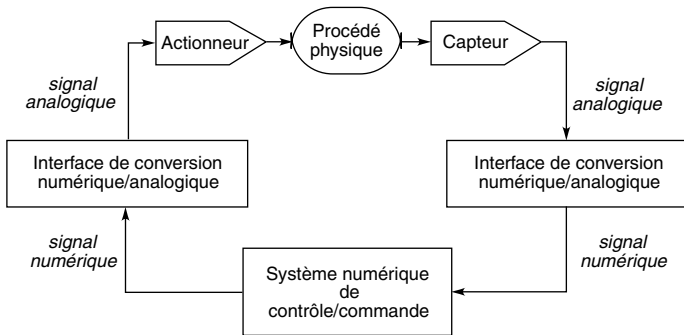 Actionneur
Procédé
physique
Capteur
signal
analogique
signal
analogique
Interface de conversion
numérique/analogique
Interface de conversion
numérique/analogique
signal
numérique
signal
numérique
Système numérique
de
contrôle/commande